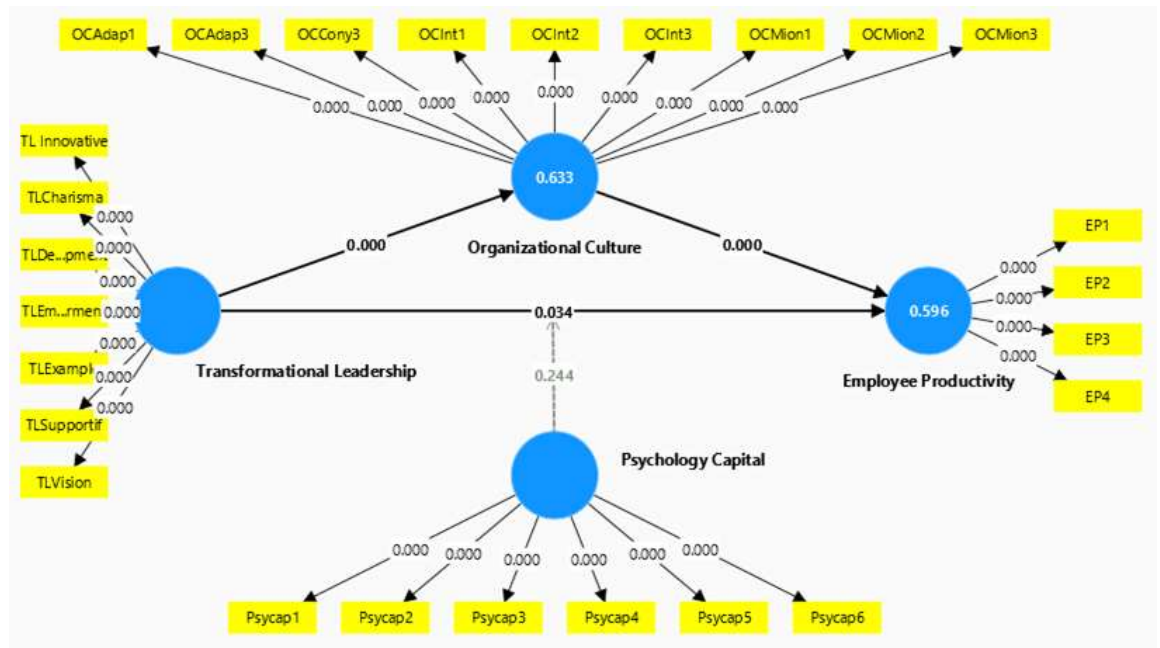 OCAdap1 OCAdap3 OCCony3 OCInt1 OCInt2 OCInt3 OCMion1 OCMion2 OCMion3
0.000 0.000 0.000 0.000 0.000 0.000 0.000 0.000 0.000
TL Innovative
TLCharisma
TLDe...pme...
TLEm...rmen
TLExampl
TLSupportif
TLVision
0.000
0.000
0.000
0.000
0.000
0.000
0.000
0.633
Organizational Culture
0.000
0.000
0.034
0.244
Transformational Leadership
0.596
Employee Productivity
0.000
0.000
0.000
0.000
EP1
EP2
EP3
EP4
Psychology Capital
0.000 0.000 0.000 0.000 0.000 0.000
Psycap1 Psycap2 Psycap3 Psycap4 Psycap5 Psycap6